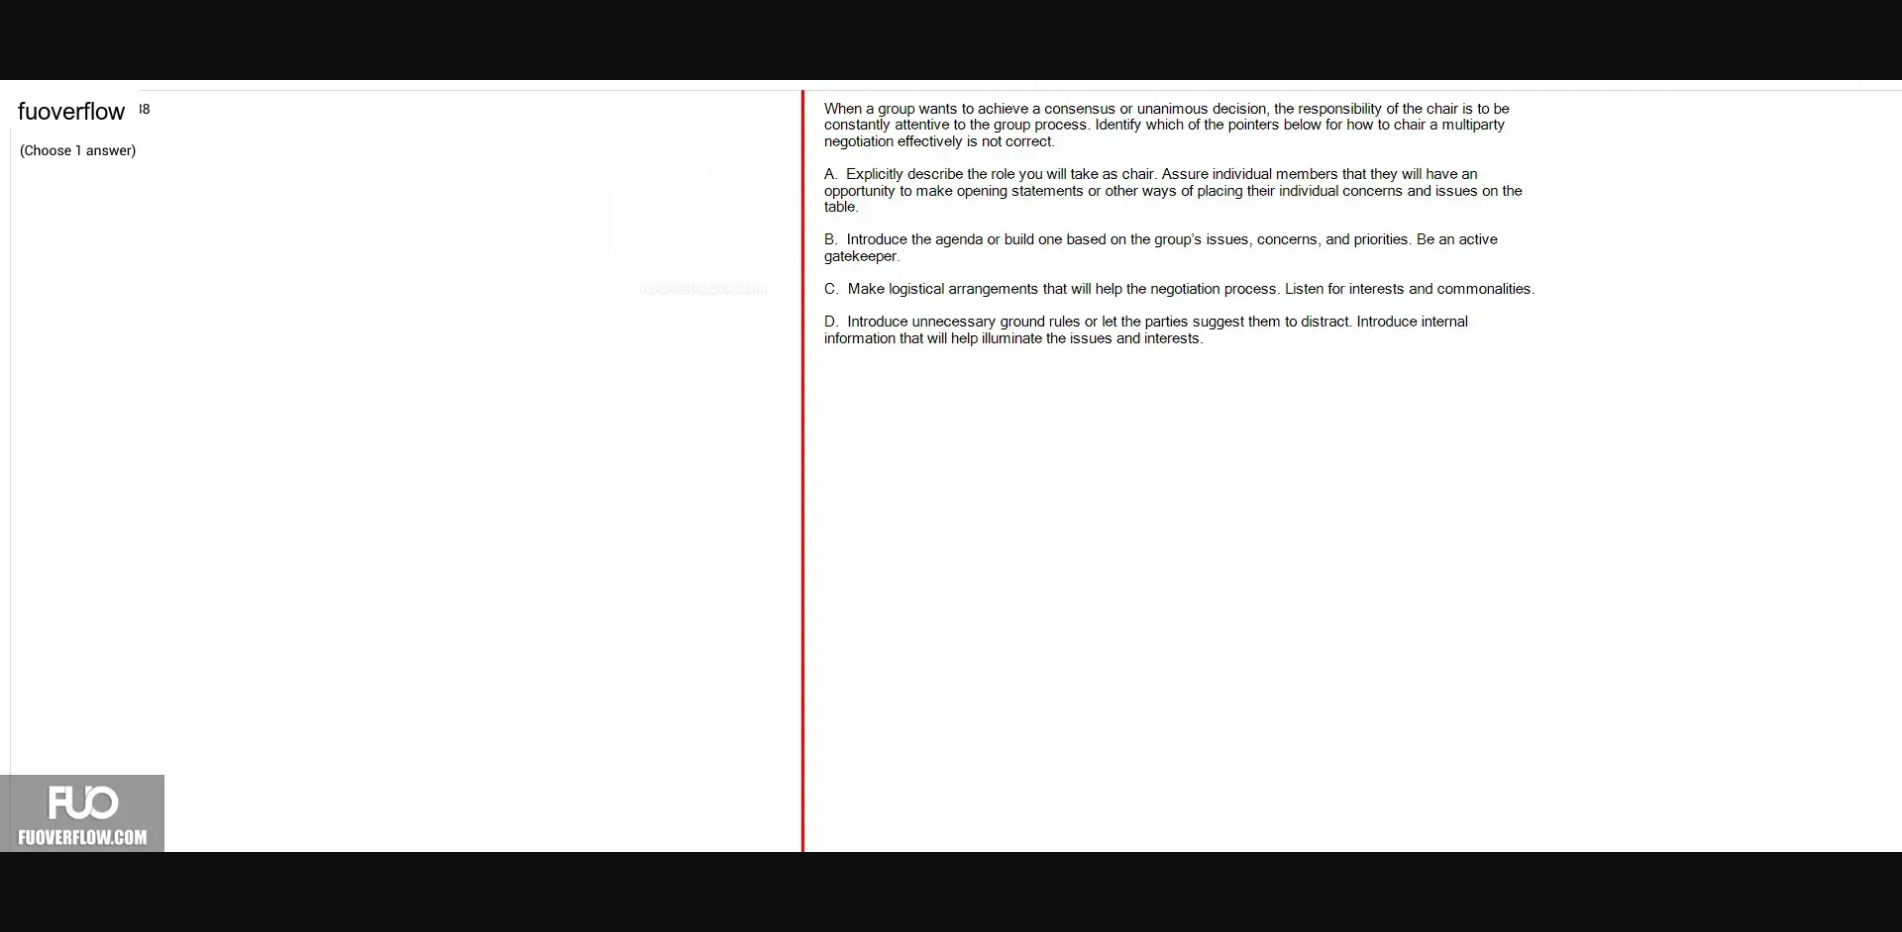 fuoverflow 38
(Choose 1 answer)
When a group wants to achieve a consensus or unanimous decision, the responsibility of the chair is to be
constantly attentive to the group process. Identify which of the pointers below for how to chair a multiparty
negotiation effectively is not correct.
A. Explicitly describe the role you will take as chair. Assure individual members that they will have an
opportunity to make opening statements or other ways of placing their individual concerns and issues on the
table.
B. Introduce the agenda or build one based on the group's issues, concerns, and priorities. Be an active
gatekeeper.
C. Make logistical arrangements that will help the negotiation process. Listen for interests and commonalities.
D. Introduce unnecessary ground rules or let the parties suggest them to distract. Introduce internal
information that will help illuminate the issues and interests.
FUO
FUOVERFLOW.COM
FUO
FUOVERFLOW.COM